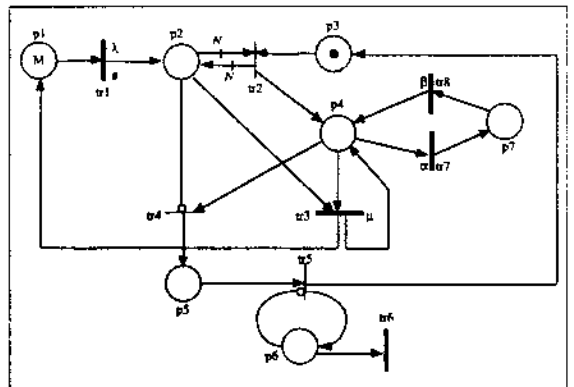 p1
M
λ
#
tr1
p2
N
N
tr2
p3
p4
β tr8
α tr7
p7
tr4
tr3
μ
p5
tr5
p6
tr6